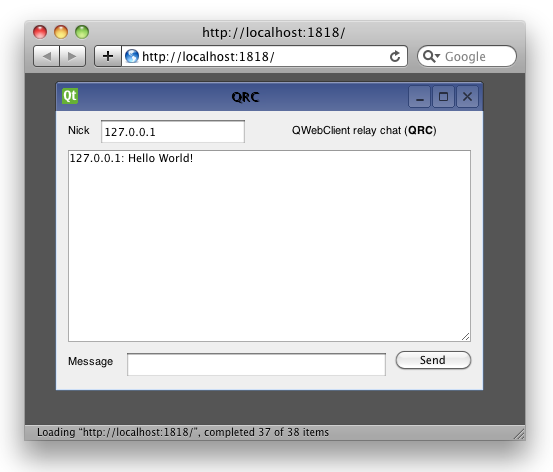 http://localhost:1818/
http://localhost:1818/
Google
Qt
QRC
Nick
127.0.0.1
QWebClient relay chat (QRC)
127.0.0.1: Hello World!
Message
Send
Loading “http://localhost:1818/”, completed 37 of 38 items